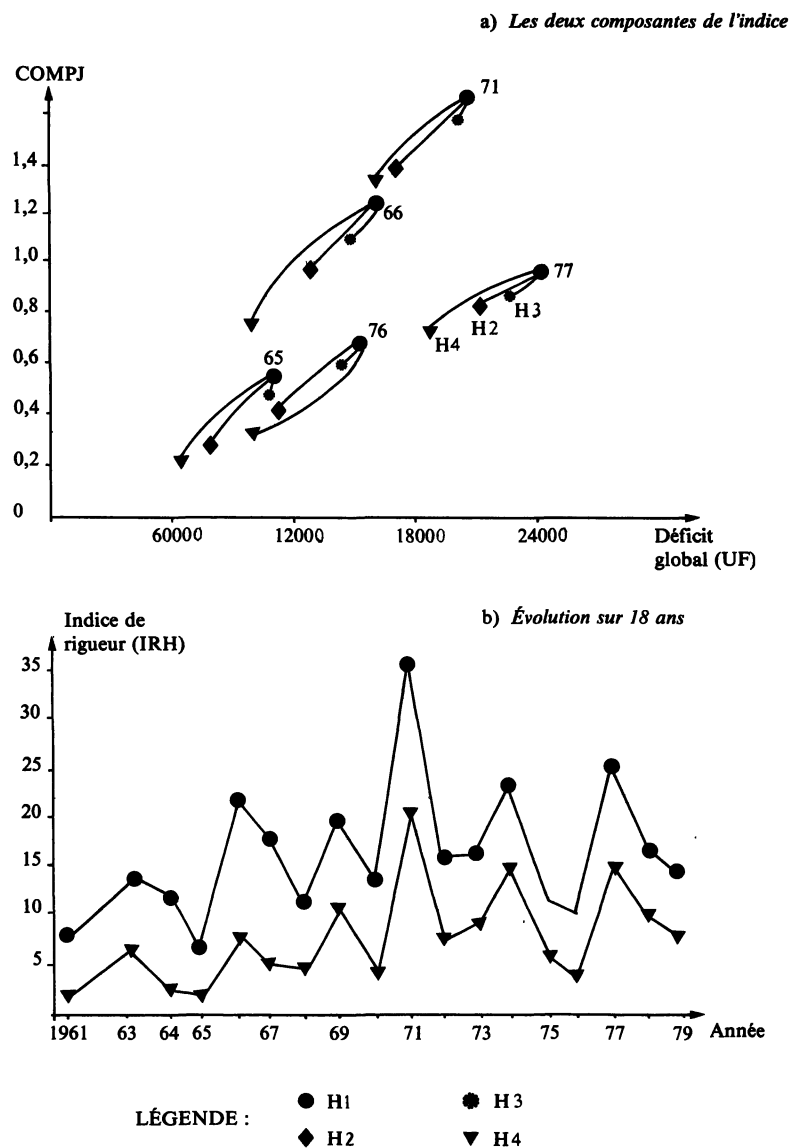 a) Les deux composantes de l'indice
COMPJ
71
1,4
1,2
66
1,0
77
0,8
H3
H2
H4
76
0,6
65
0,4
0,2
0
60000 12000 18000 24000 Déficit
global (UF)
Indice de
rigueur (IRH)
b) Évolution sur 18 ans
35
30
25
20
15
10
5
1961 63 64 65 67 69 71 73 75 77 79 Année
LÉGENDE :
H1
H3
H2
H4